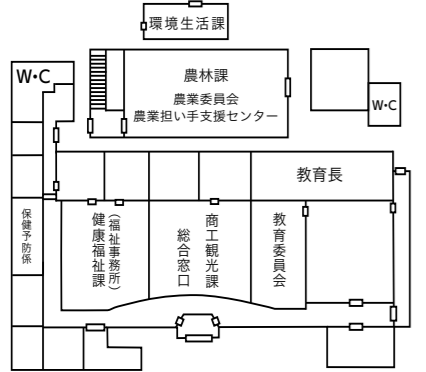 環境生活課
W・C
農林課
農業委員会
農業担い手支援センター
W・C
教育長
保健予防係
健康福祉課
(福祉事務所)
総合窓口
商工観光課
教育委員会